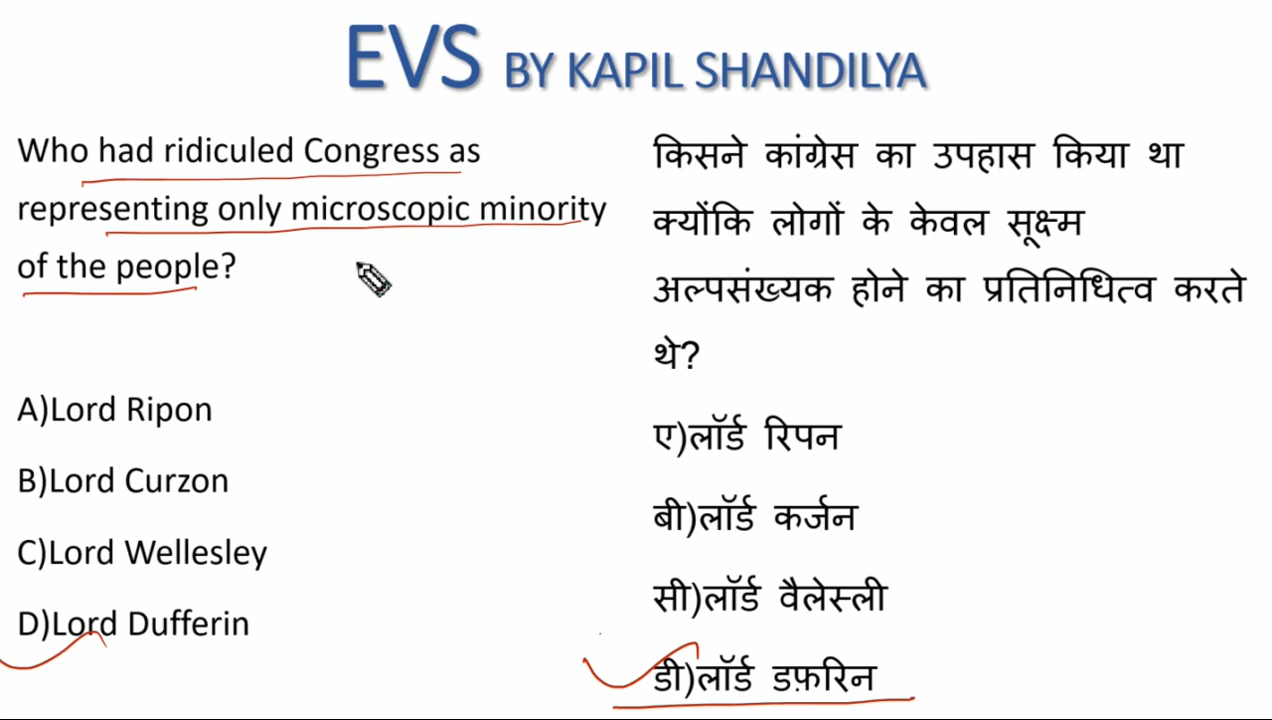 EVS BY KAPIL SHANDILYA
Who had ridiculed Congress as
representing only microscopic minority
of the people?
A)Lord Ripon
B)Lord Curzon
C)Lord Wellesley
D)Lord Dufferin
किसने कांग्रेस का उपहास किया था
क्योंकि लोगों के केवल सूक्ष्म
अल्पसंख्यक होने का प्रतिनिधित्व करते
थे?
ए)लॉर्ड रिपन
बी)लॉर्ड कर्जन
सी)लॉर्ड वैलेस्ली
डी)लॉर्ड डफ़रिन